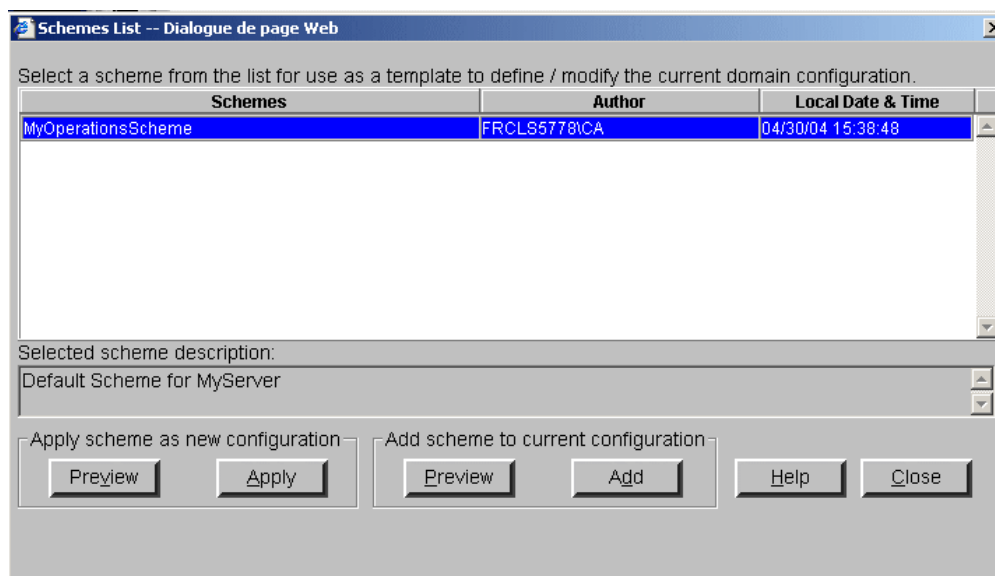 Schemes List -- Dialogue de page Web
Select a scheme from the list for use as a template to define / modify the current domain configuration.
Schemes Author Local Date & Time
MyOperationsScheme FRCLS5778\CA 04/30/04 15:38:48
Selected scheme description:
Default Scheme for MyServer
Apply scheme as new configuration Add scheme to current configuration
Preview Apply Preview Add Help Close